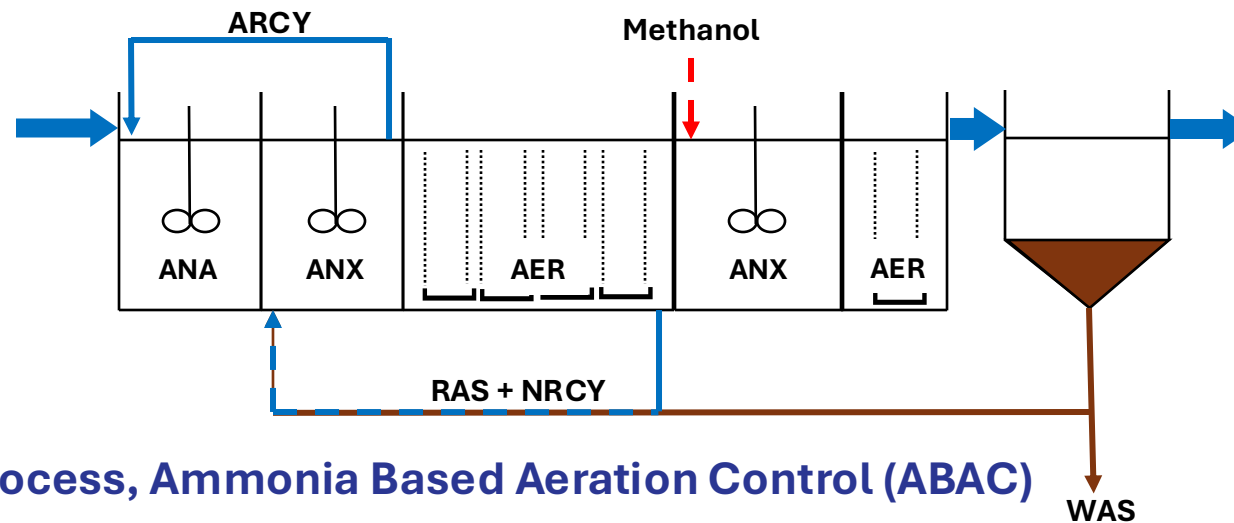 ARCY
Methanol
ANA
ANX
AER
ANX
AER
RAS + NRCY
ocess, Ammonia Based Aeration Control (ABAC)
WAS